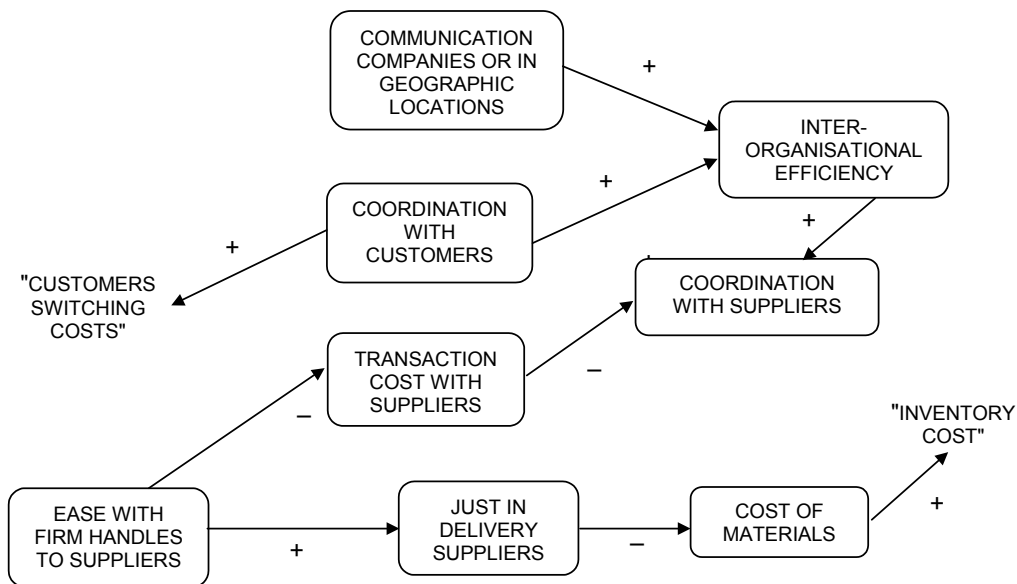 COMMUNICATION
COMPANIES OR IN
GEOGRAPHIC
LOCATIONS
+
INTER-
ORGANISATIONAL
EFFICIENCY
+
COORDINATION
WITH
CUSTOMERS
+
+
"CUSTOMERS
SWITCHING
COSTS"
COORDINATION
WITH SUPPLIERS
TRANSACTION
COST WITH
SUPPLIERS
–
–
"INVENTORY
COST"
EASE WITH
FIRM HANDLES
TO SUPPLIERS
+
JUST IN
DELIVERY
SUPPLIERS
–
COST OF
MATERIALS
+